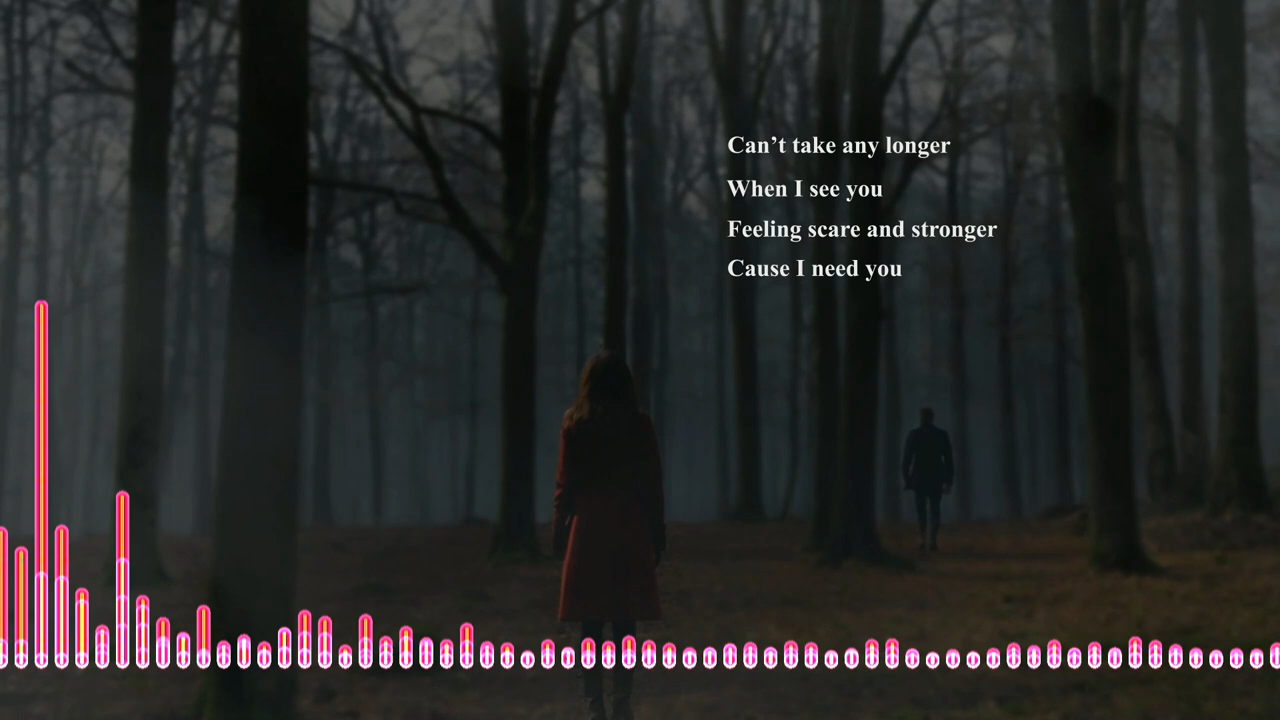 Can’t take any longer
When I see you
Feeling scare and stronger
Cause I need you